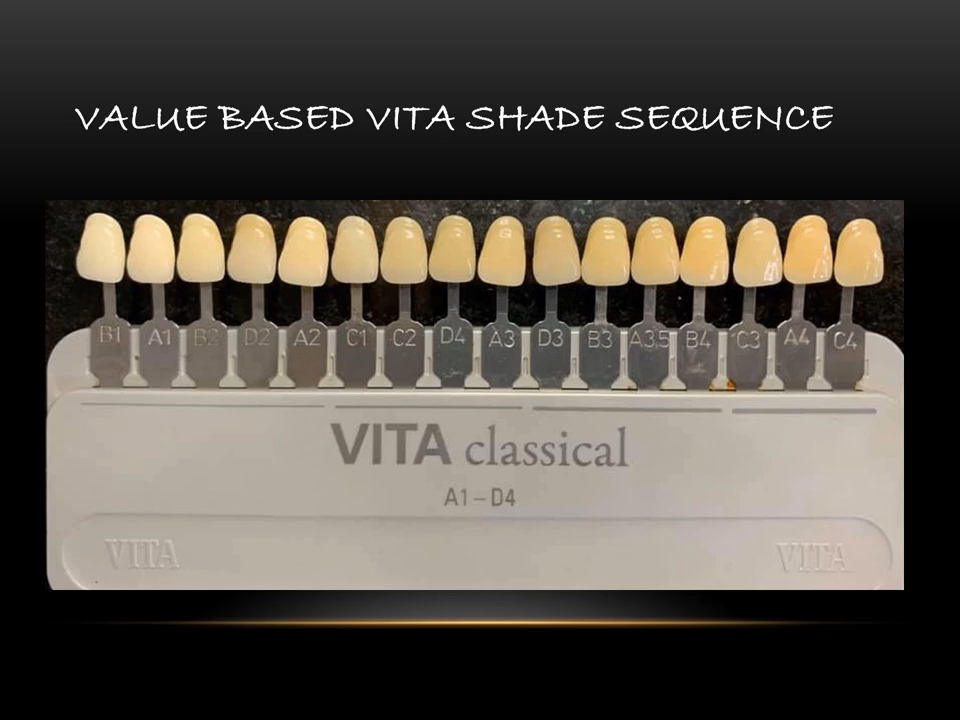 VALUE BASED VITA SHADE SEQUENCE
B1 A1 B2 D2 A2 C1 C2 D4 A3 D3 B3 A3,5 B4 C3 A4 C4
VITA classical
A1–D4
VITA VITA